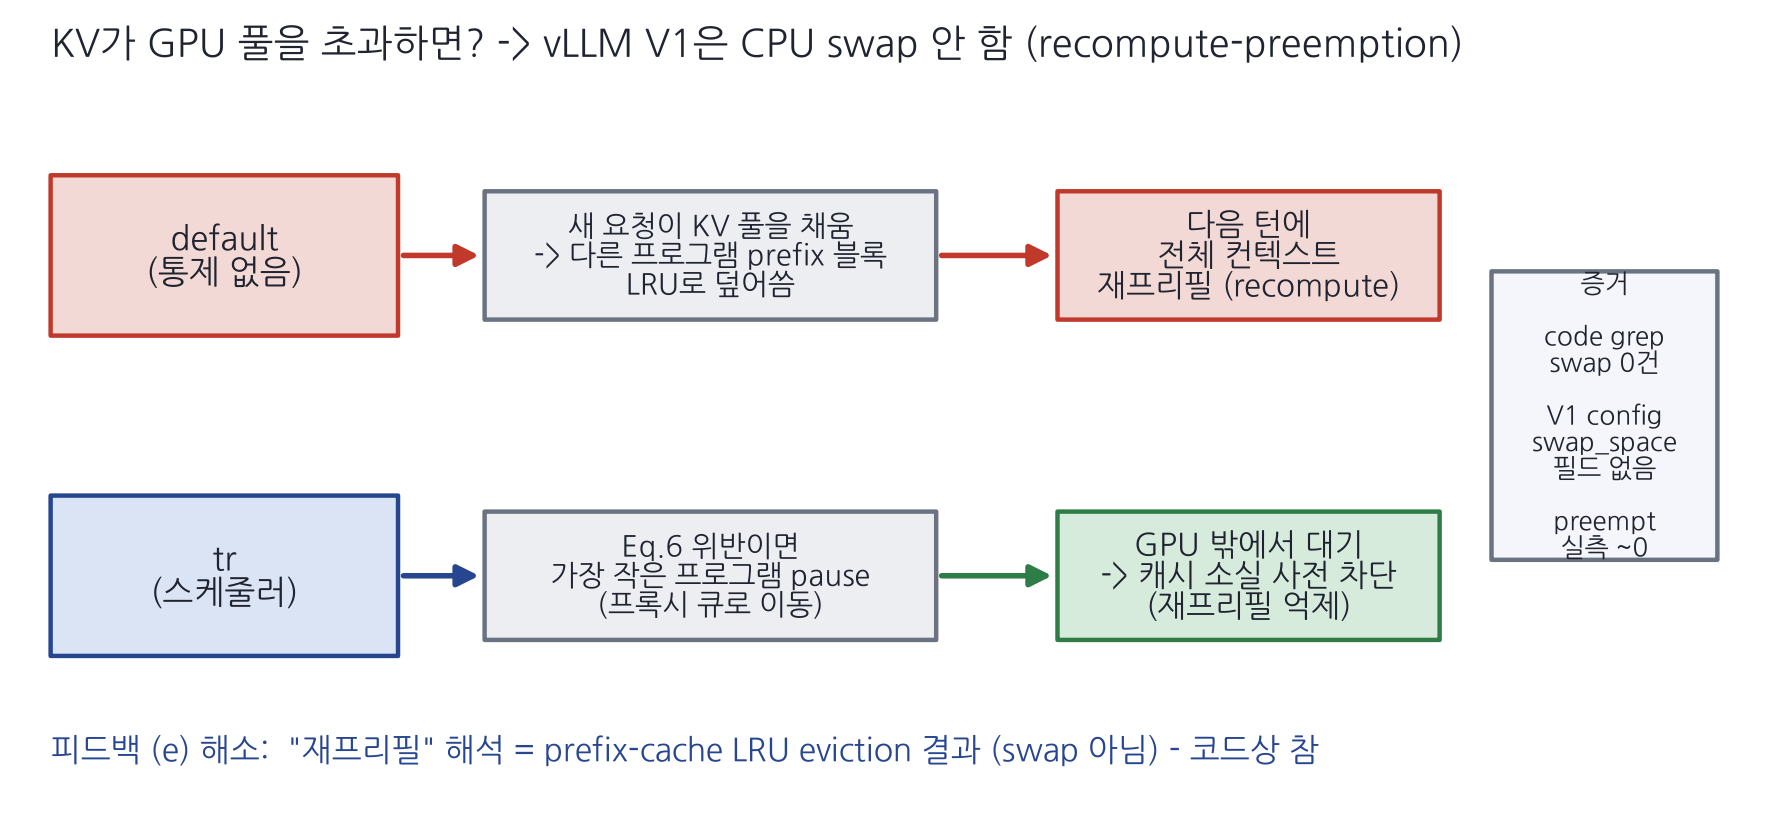 KV가 GPU 풀을 초과하면? -> vLLM V1은 CPU swap 안 함 (recompute-preemption)
default
(통제 없음)
새 요청이 KV 풀을 채움
-> 다른 프로그램 prefix 블록
LRU로 덮어씀
다음 턴에
전체 컨텍스트
재프리필 (recompute)
tr
(스케줄러)
Eq.6 위반이면
가장 작은 프로그램 pause
(프록시 큐로 이동)
GPU 밖에서 대기
-> 캐시 소실 사전 차단
(재프리필 억제)
증거
code grep
swap 0건
V1 config
swap_space
필드 없음
preempt
실측 ~0
피드백 (e) 해소:  "재프리필" 해석 = prefix-cache LRU eviction 결과 (swap 아님) - 코드상 참